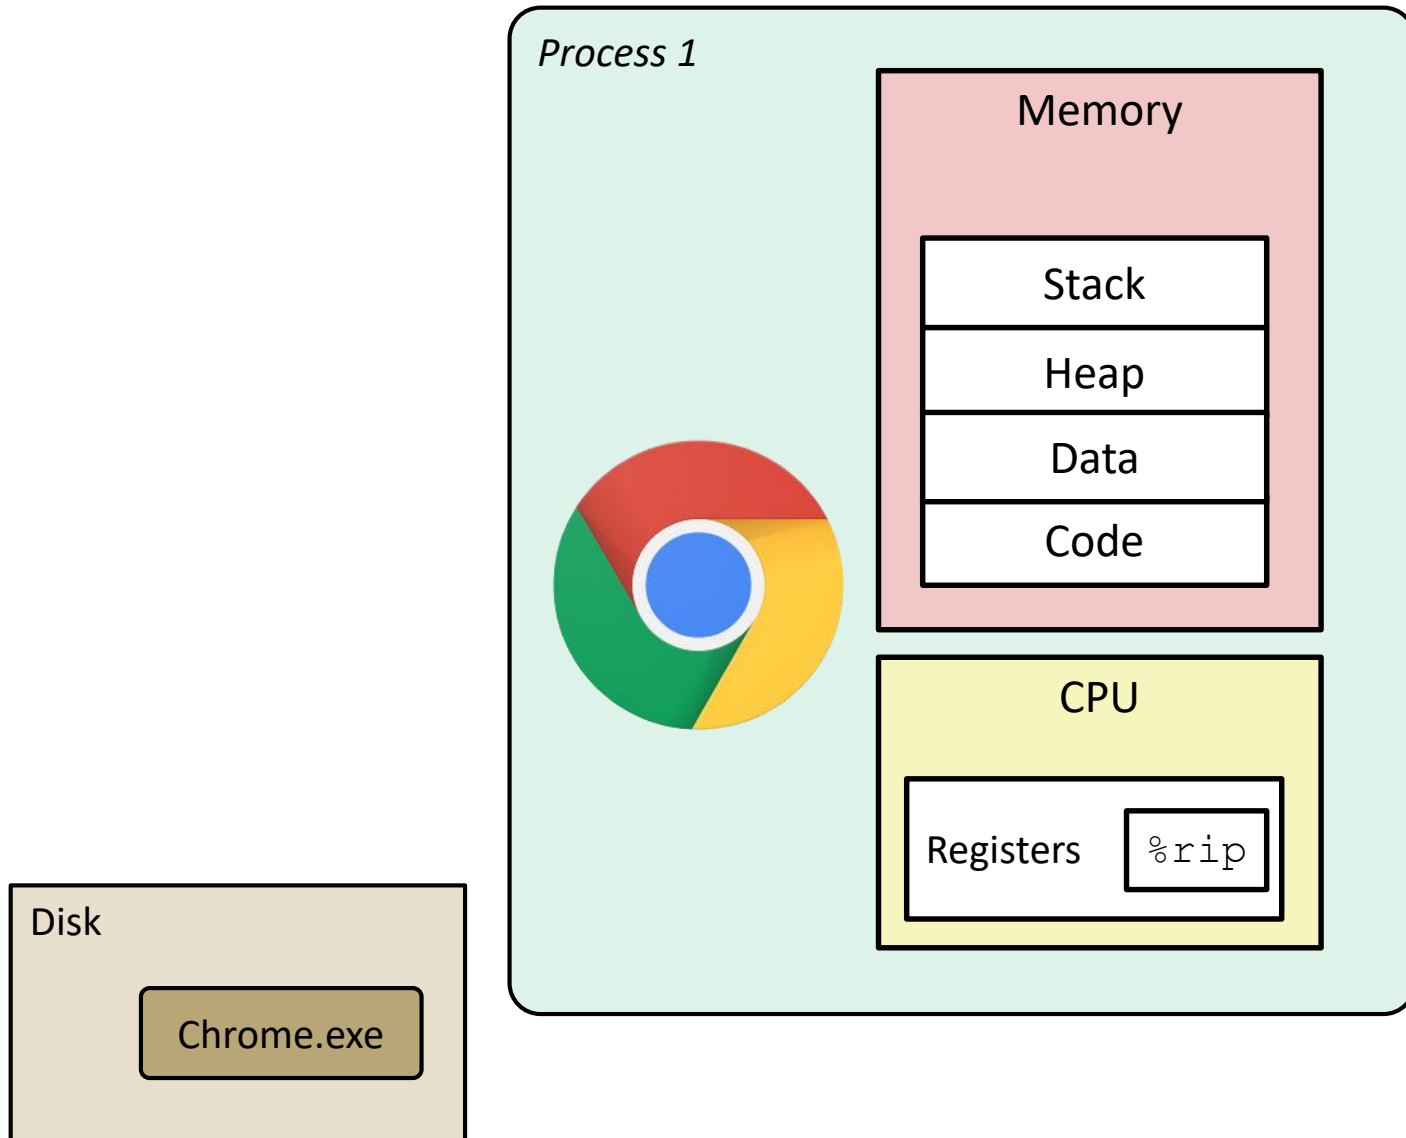 Process 1
Memory
Stack
Heap
Data
Code
CPU
Registers
%rip
Disk
Chrome.exe